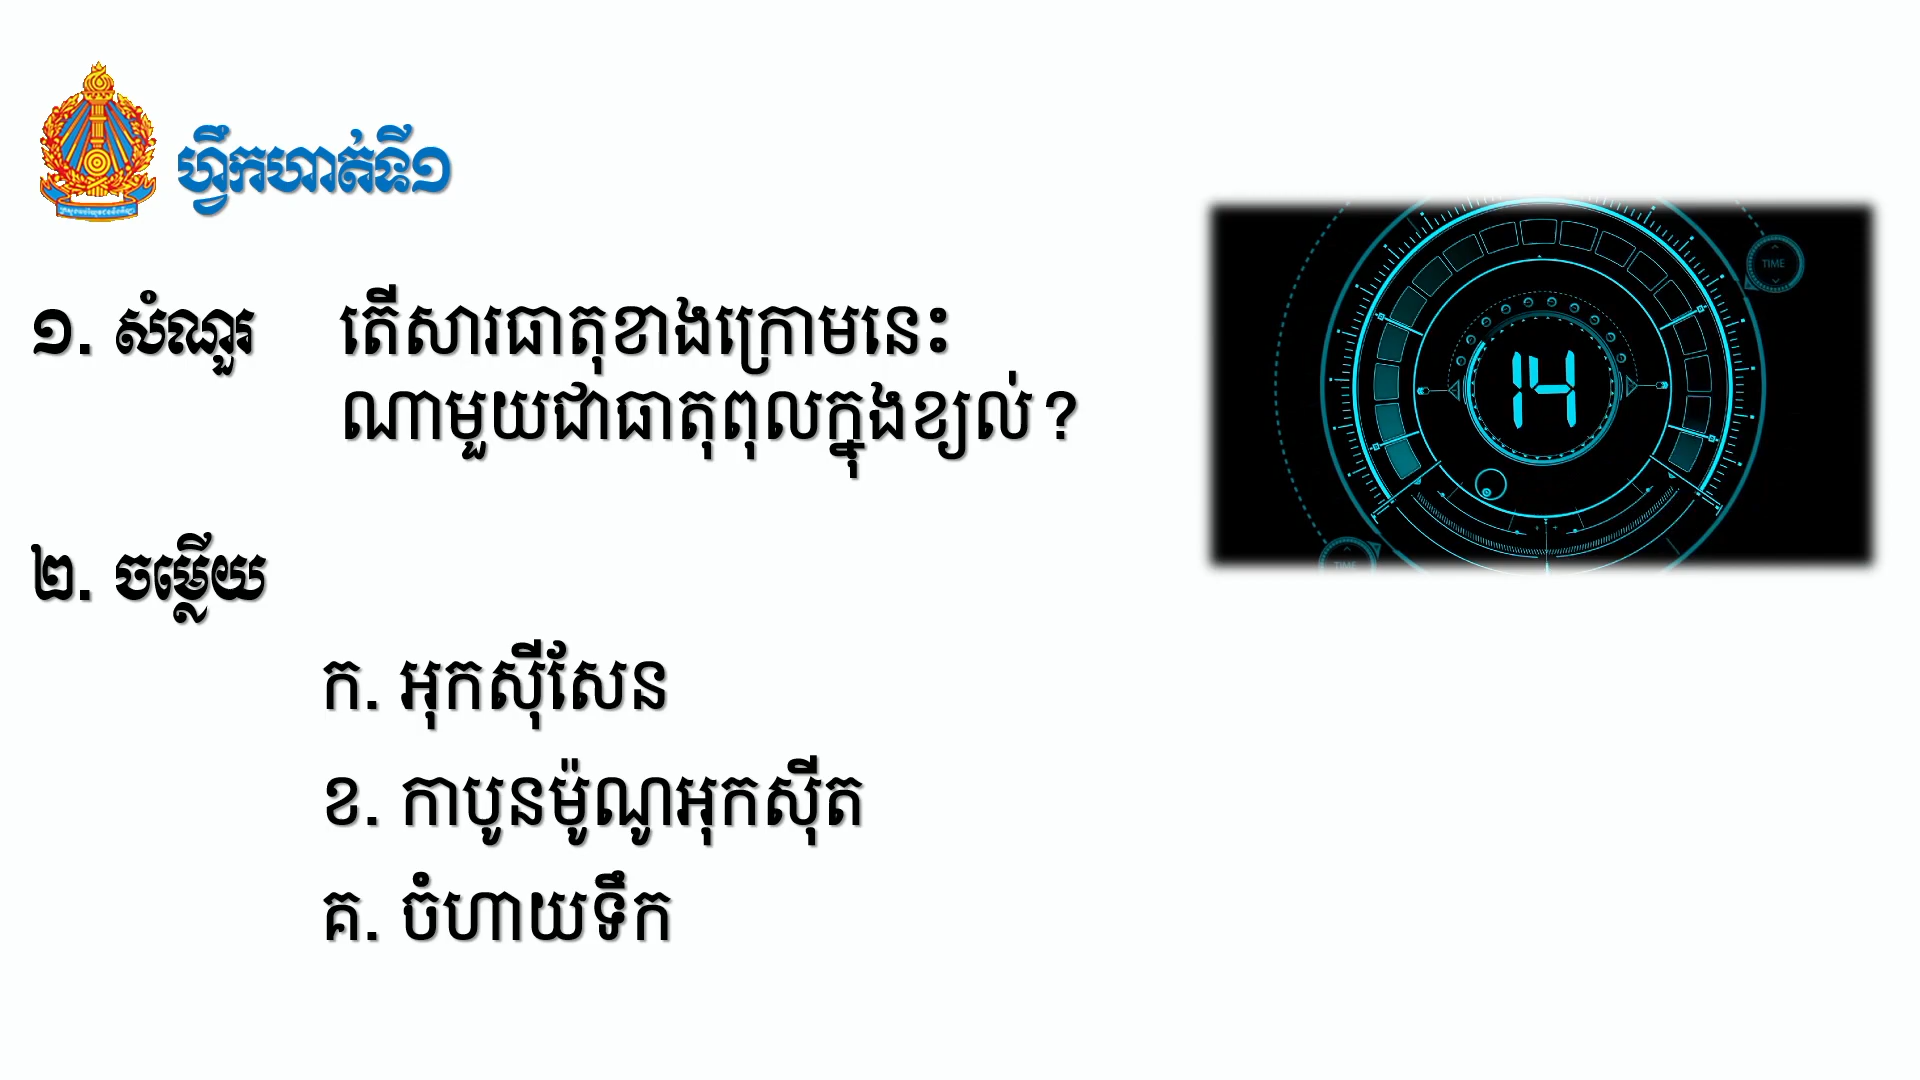 ហ្វឹកហាត់ទី១
១. សំណួរ តើសារធាតុខាងក្រោមនេះ
ណាមួយជាធាតុពុលក្នុងខ្យល់?
២. ចម្លើយ
ក. អុកស៊ីសែន
ខ. កាបូនម៉ូណូអុកស៊ីត
គ. ចំហាយទឹក
TIME
14
TIME